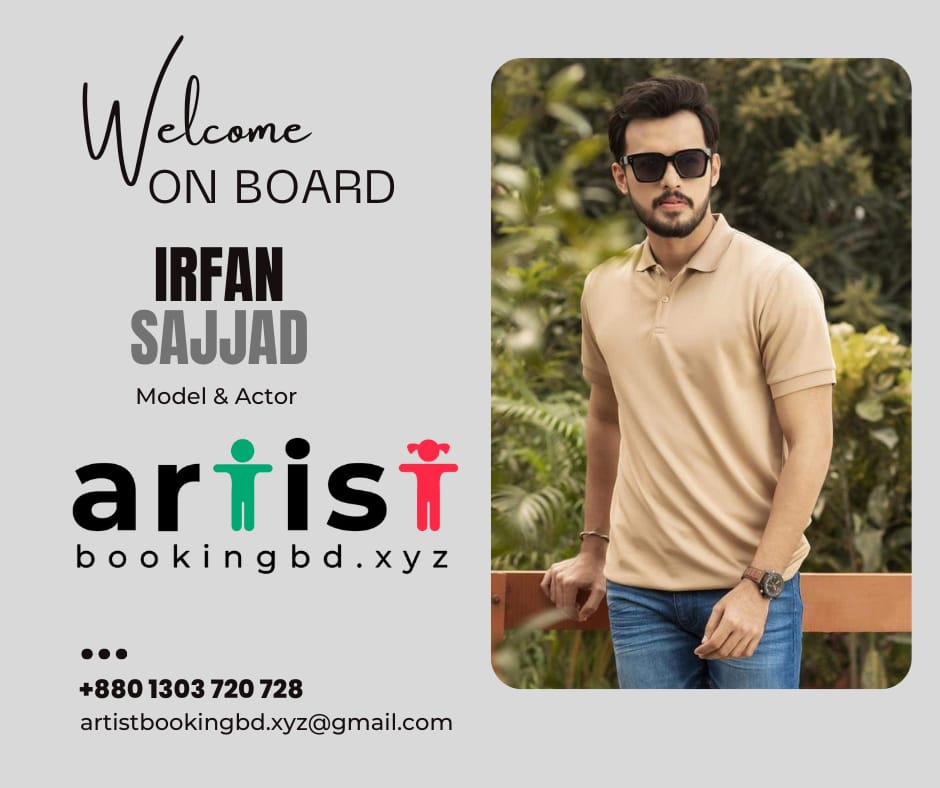 Welcome
ON BOARD
IRFAN
SAJJAD
Model & Actor
artist
bookingbd.xyz
+880 1303 720 728
artistbookingbd.xyz@gmail.com